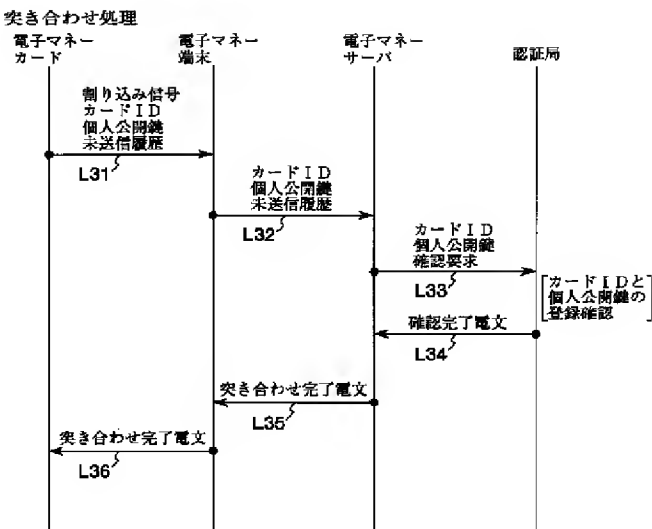 突き合わせ処理
電子マネー
カード
電子マネー
端末
電子マネー
サーバ
認証局
割り込み信号
カードID
個人公開鍵
未送信履歴
L31
カードID
個人公開鍵
未送信履歴
L32
カードID
個人公開鍵
確認要求
L33
カードIDと
個人公開鍵の
登録確認
確認完了電文
L34
突き合わせ完了電文
L35
突き合わせ完了電文
L36